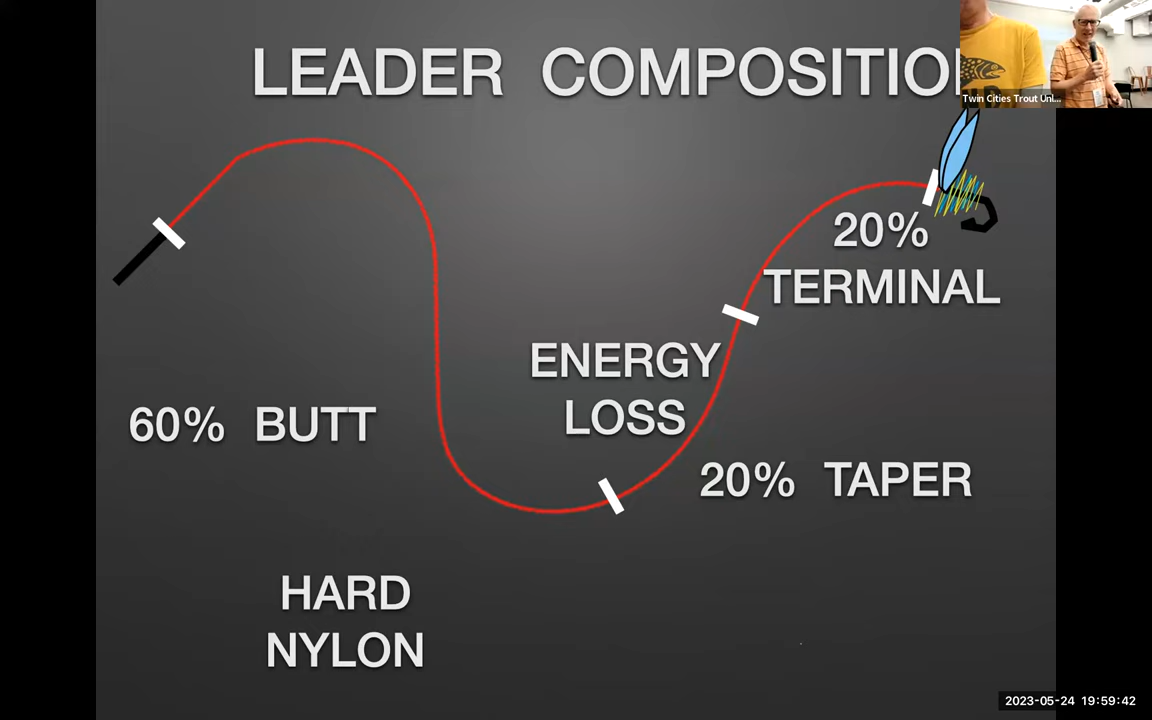 LEADER COMPOSITIO
Twin Cities Trout Unl...
20%
TERMINAL
ENERGY
LOSS
60% BUTT
20% TAPER
HARD
NYLON
2023-05-24 19:59:42